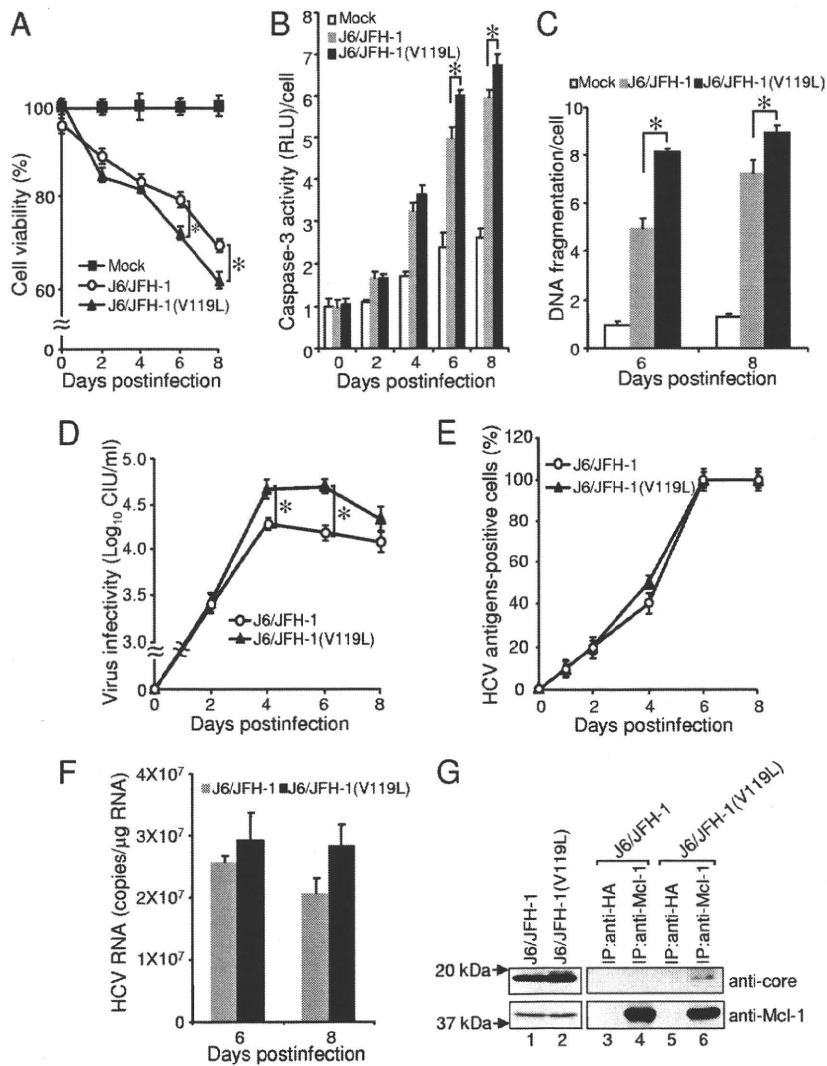 A
Cell viability (%)
100
80
60
0
Mock
J6/JFH-1
J6/JFH-1(V119L)
*
*
0 2 4 6 8
Days postinfection
B
Mock
J6/JFH-1
J6/JFH-1(V119L)
Caspase-3 activity (RLU)/cell
8
7
6
5
4
3
2
1
0
*
*
0 2 4 6 8
Days postinfection
C
Mock J6/JFH-1 J6/JFH-1(V119L)
DNA fragmentation/cell
10
8
6
4
2
0
*
*
6 8
Days postinfection
D
Virus infectivity (Log10 CIU/ml)
5.0
4.5
4.0
3.5
3.0
0
*
*
J6/JFH-1
J6/JFH-1(V119L)
0 2 4 6 8
Days postinfection
E
HCV antigens-positive cells (%)
120
100
80
60
40
20
0
J6/JFH-1
J6/JFH-1(V119L)
0 2 4 6 8
Days postinfection
F
HCV RNA (copies/µg RNA)
4X10^7
3X10^7
2X10^7
1X10^7
0
J6/JFH-1 J6/JFH-1(V119L)
6 8
Days postinfection
G
J6/JFH-1
J6/JFH-1(V119L)
J6/JFH-1
J6/JFH-1(V119L)
IP:anti-HA
IP:anti-Mcl-1
IP:anti-HA
IP:anti-Mcl-1
20 kDa
anti-core
37 kDa
anti-Mcl-1
1 2 3 4 5 6